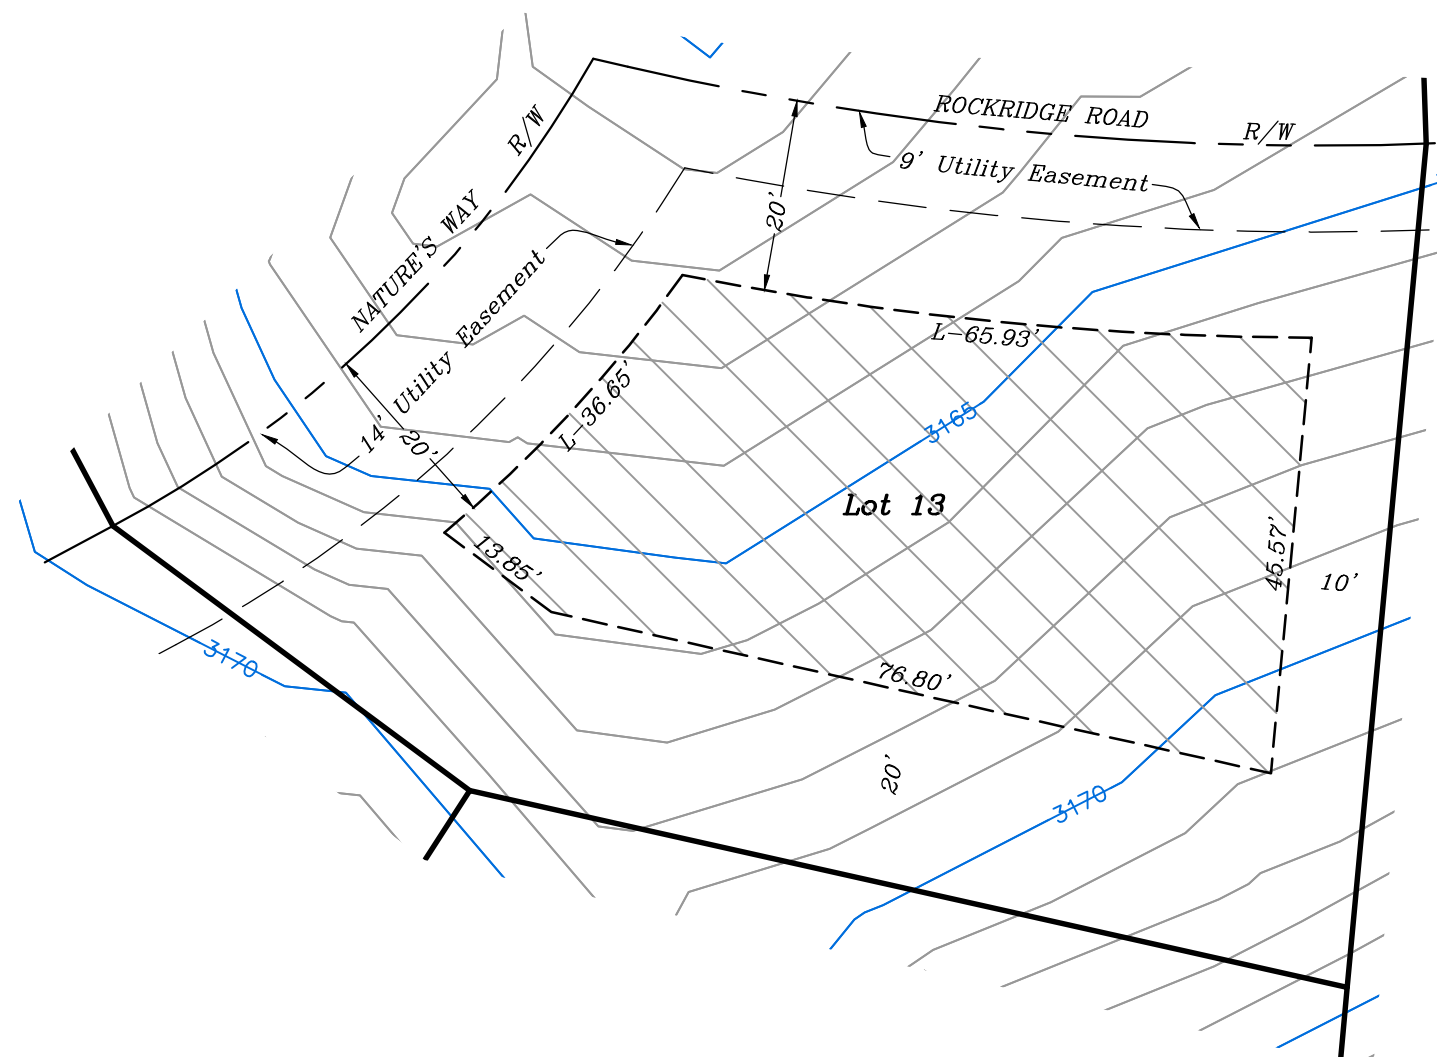 ROCKRIDGE ROAD
R/W
R/W
9' Utility Easement
NATURE'S WAY
20'
14' Utility Easement
20'
L-65.93'
L-36.65'
3165
Lot 13
13.85'
45.57'
10'
3170
76.80'
20'
3170